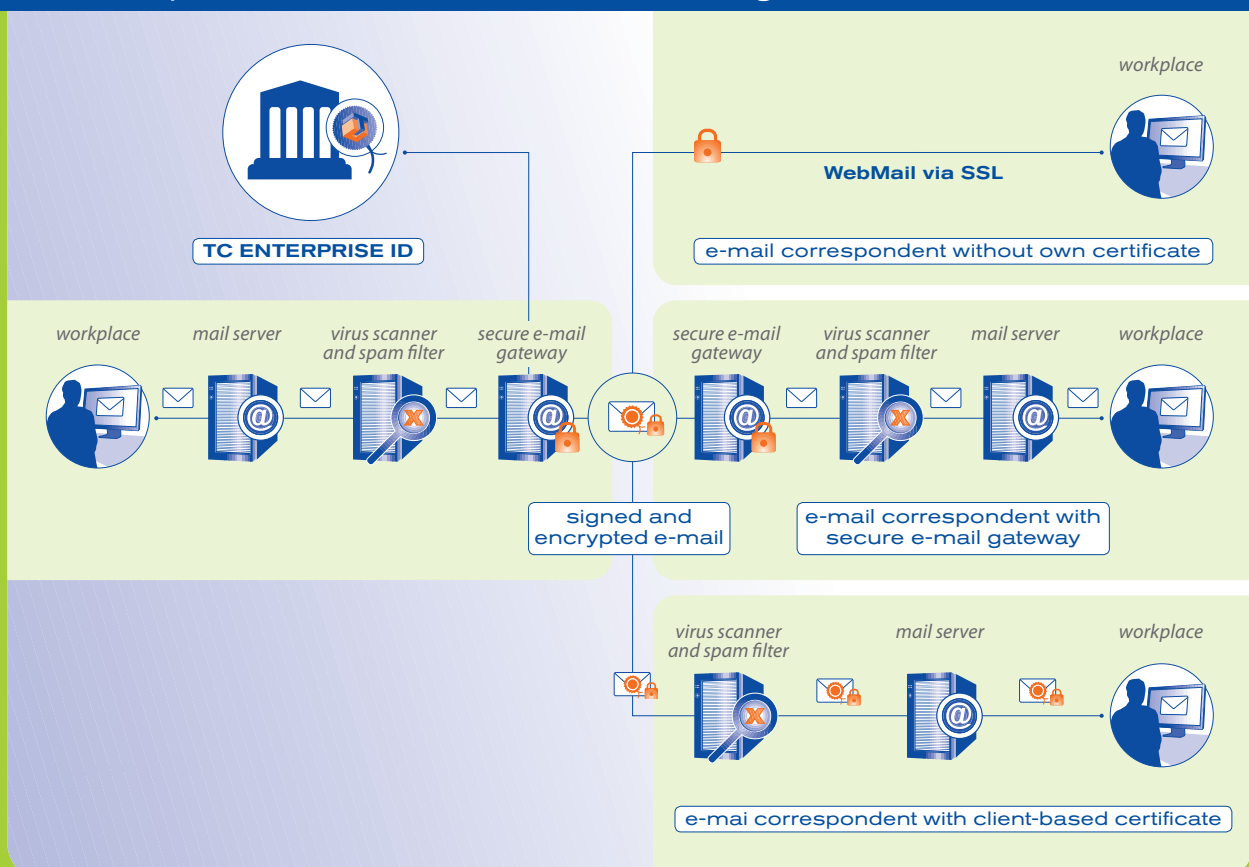 workplace
WebMail via SSL
TC ENTERPRISE ID
e-mail correspondent without own certificate
workplace
mail server
virus scanner
and spam filter
secure e-mail
gateway
secure e-mail
gateway
virus scanner
and spam filter
mail server
workplace
@
X
@
@
X
@
signed and
encrypted e-mail
e-mail correspondent with
secure e-mail gateway
virus scanner
and spam filter
mail server
workplace
X
@
e-mai correspondent with client-based certificate